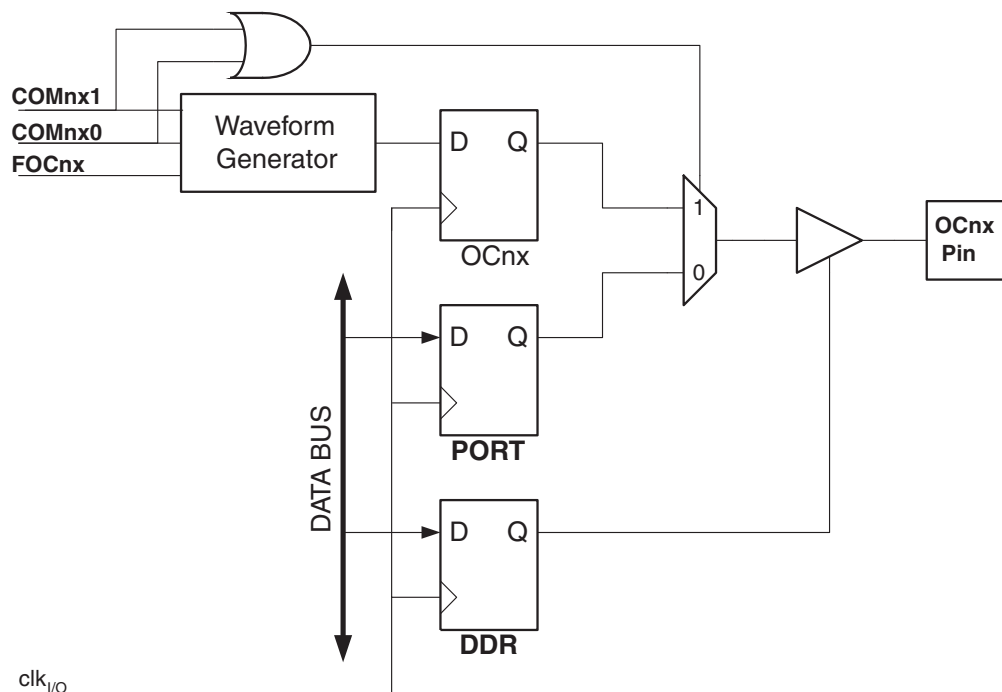 COMnx1
COMnx0
FOCnx
Waveform
Generator
D Q
OCnx
1
0
OCnx
Pin
D Q
PORT
DATA BUS
D Q
DDR
clkI/O